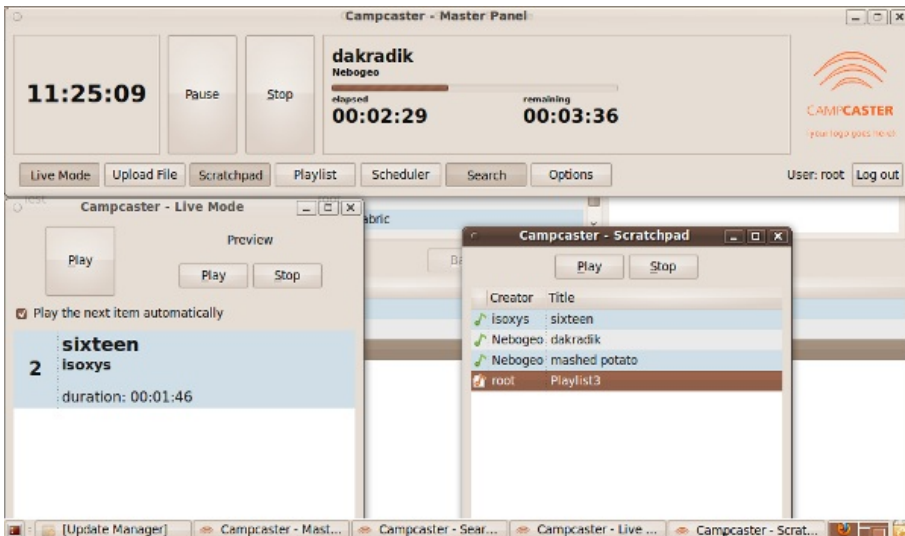 Campcaster - Master Panel
11:25:09
Pause
Stop
dakradik
Nebogeo
elapsed
remaining
00:02:29
00:03:36
CAMPCASTER
(your logo goes here)
Live Mode
Upload File
Scratchpad
Playlist
Scheduler
Search
Options
User: root
Log out
Campcaster - Live Mode
Play
Preview
Play
Stop
Play the next item automatically
2
sixteen
isoxys
duration: 00:01:46
abric
Ba
Campcaster - Scratchpad
Play
Stop
Creator Title
isoxys sixteen
Nebogeo dakradik
Nebogeo mashed potato
root Playlist3
[Update Manager]
Campcaster - Mast...
Campcaster - Sear...
Campcaster - Live ...
Campcaster - Scrat...